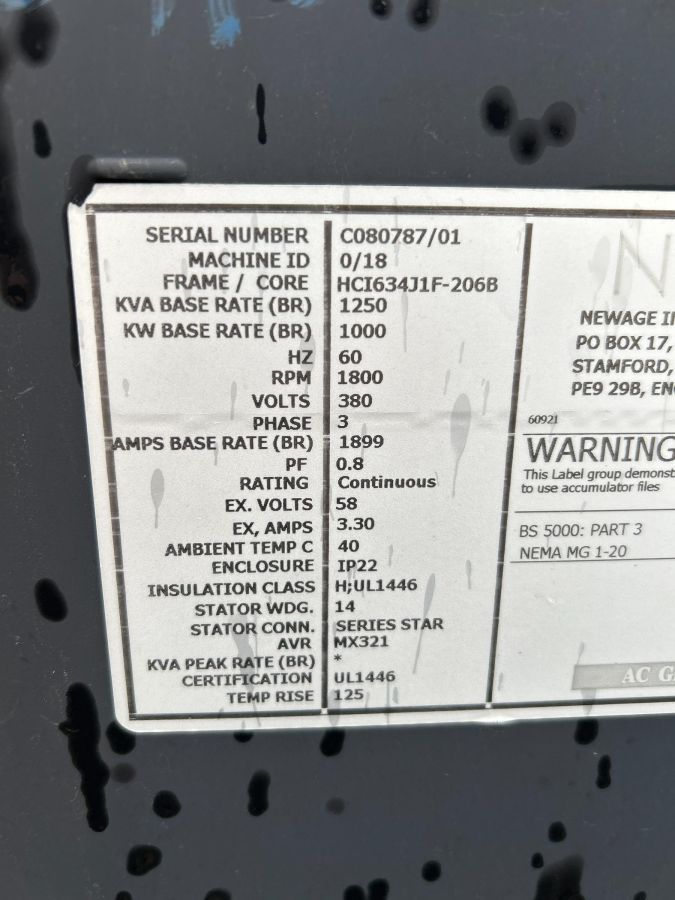 SERIAL NUMBER C080787/01
MACHINE ID 0/18
FRAME / CORE HCI634J1F-206B
KVA BASE RATE (BR) 1250
KW BASE RATE (BR) 1000
HZ 60
RPM 1800
VOLTS 380
PHASE 3
AMPS BASE RATE (BR) 1899
PF 0.8
RATING Continuous
EX. VOLTS 58
EX, AMPS 3.30
AMBIENT TEMP C 40
ENCLOSURE IP22
INSULATION CLASS H;UL1446
STATOR WDG. 14
STATOR CONN. SERIES STAR
AVR MX321
KVA PEAK RATE (BR) *
CERTIFICATION UL1446
TEMP RISE 125
N
NEWAGE
PO BOX 17,
STAMFORD,
PE9 29B,
60921
WARNING
This Label group
to use accumulator files
BS 5000: PART 3
NEMA MG 1-20
AC